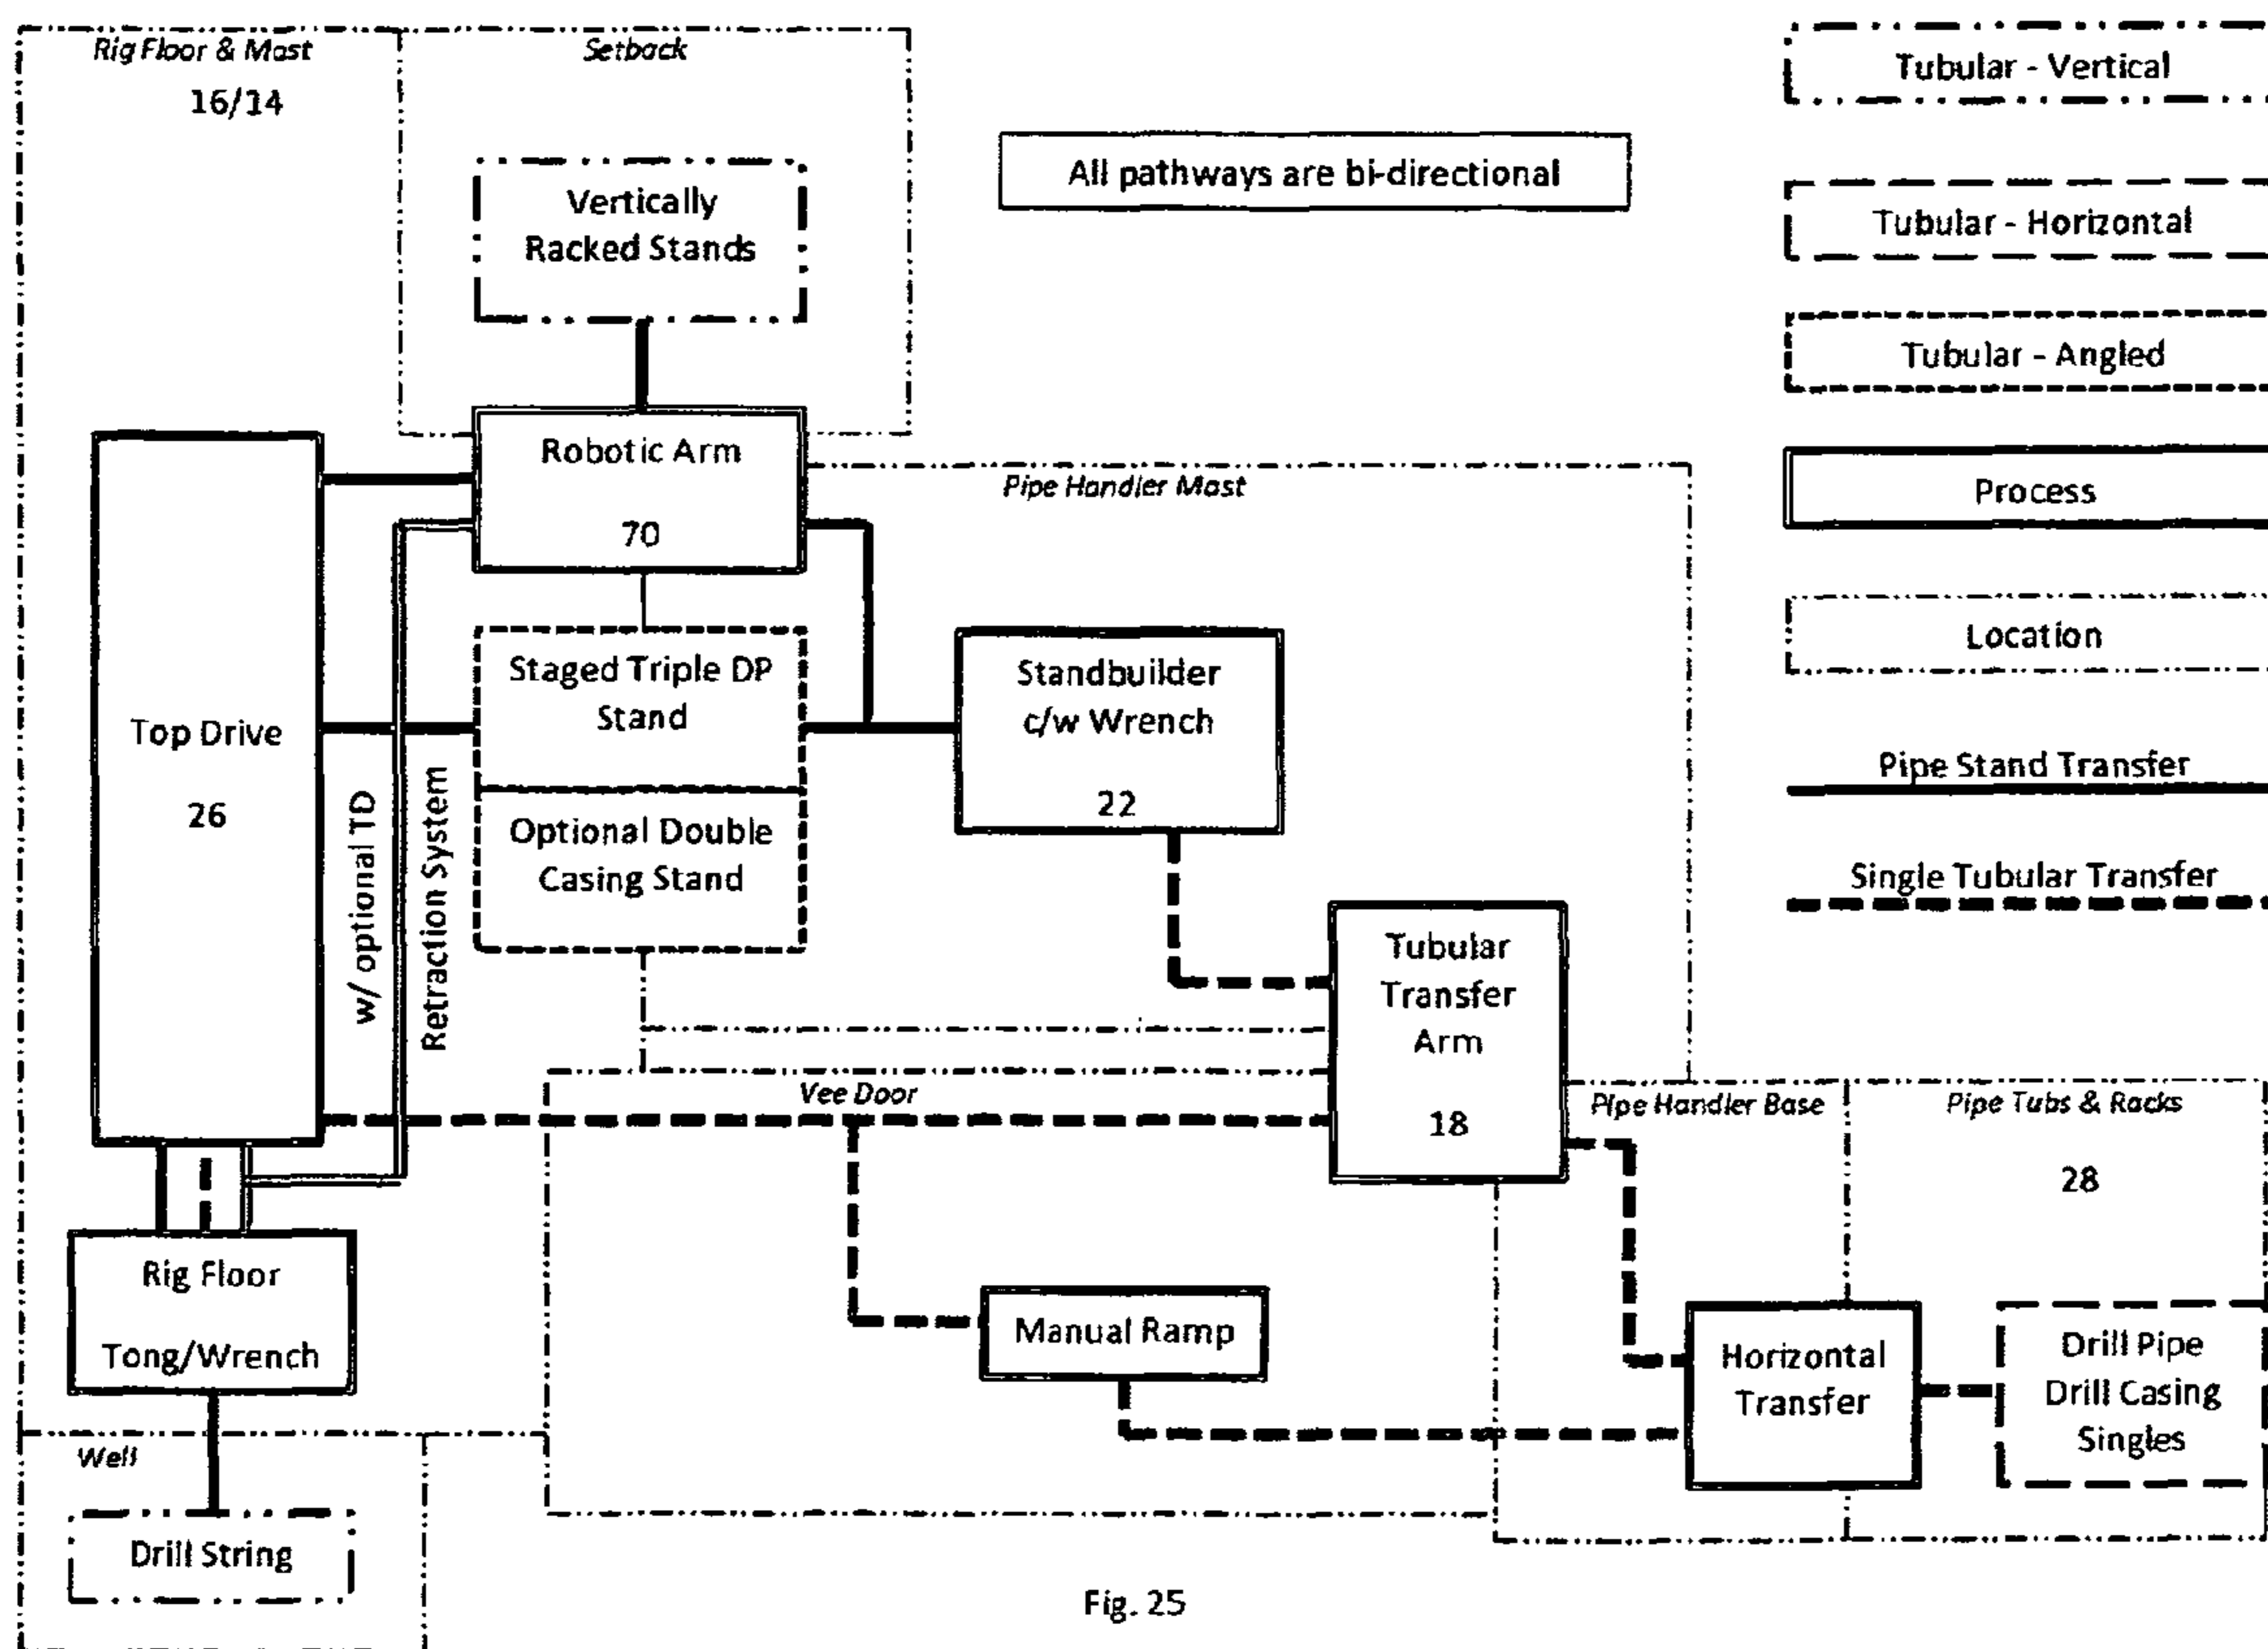 Rig Floor & Mast
16/14
Setback
Vertically
Racked Stands
All pathways are bi-directional
Tubular - Vertical
Tubular - Horizontal
Tubular - Angled
Process
Location
Pipe Stand Transfer
Single Tubular Transfer
Robotic Arm
70
Pipe Handler Mast
Top Drive
26
w/ optional TD
Retraction System
Staged Triple DP
Stand
Optional Double
Casing Stand
Standbuilder
c/w Wrench
22
Tubular
Transfer
Arm
18
Vee Door
Pipe Handler Base
Pipe Tubs & Racks
28
Rig Floor
Tong/Wrench
Manual Ramp
Horizontal
Transfer
Drill Pipe
Drill Casing
Singles
Well
Drill String
Fig. 25